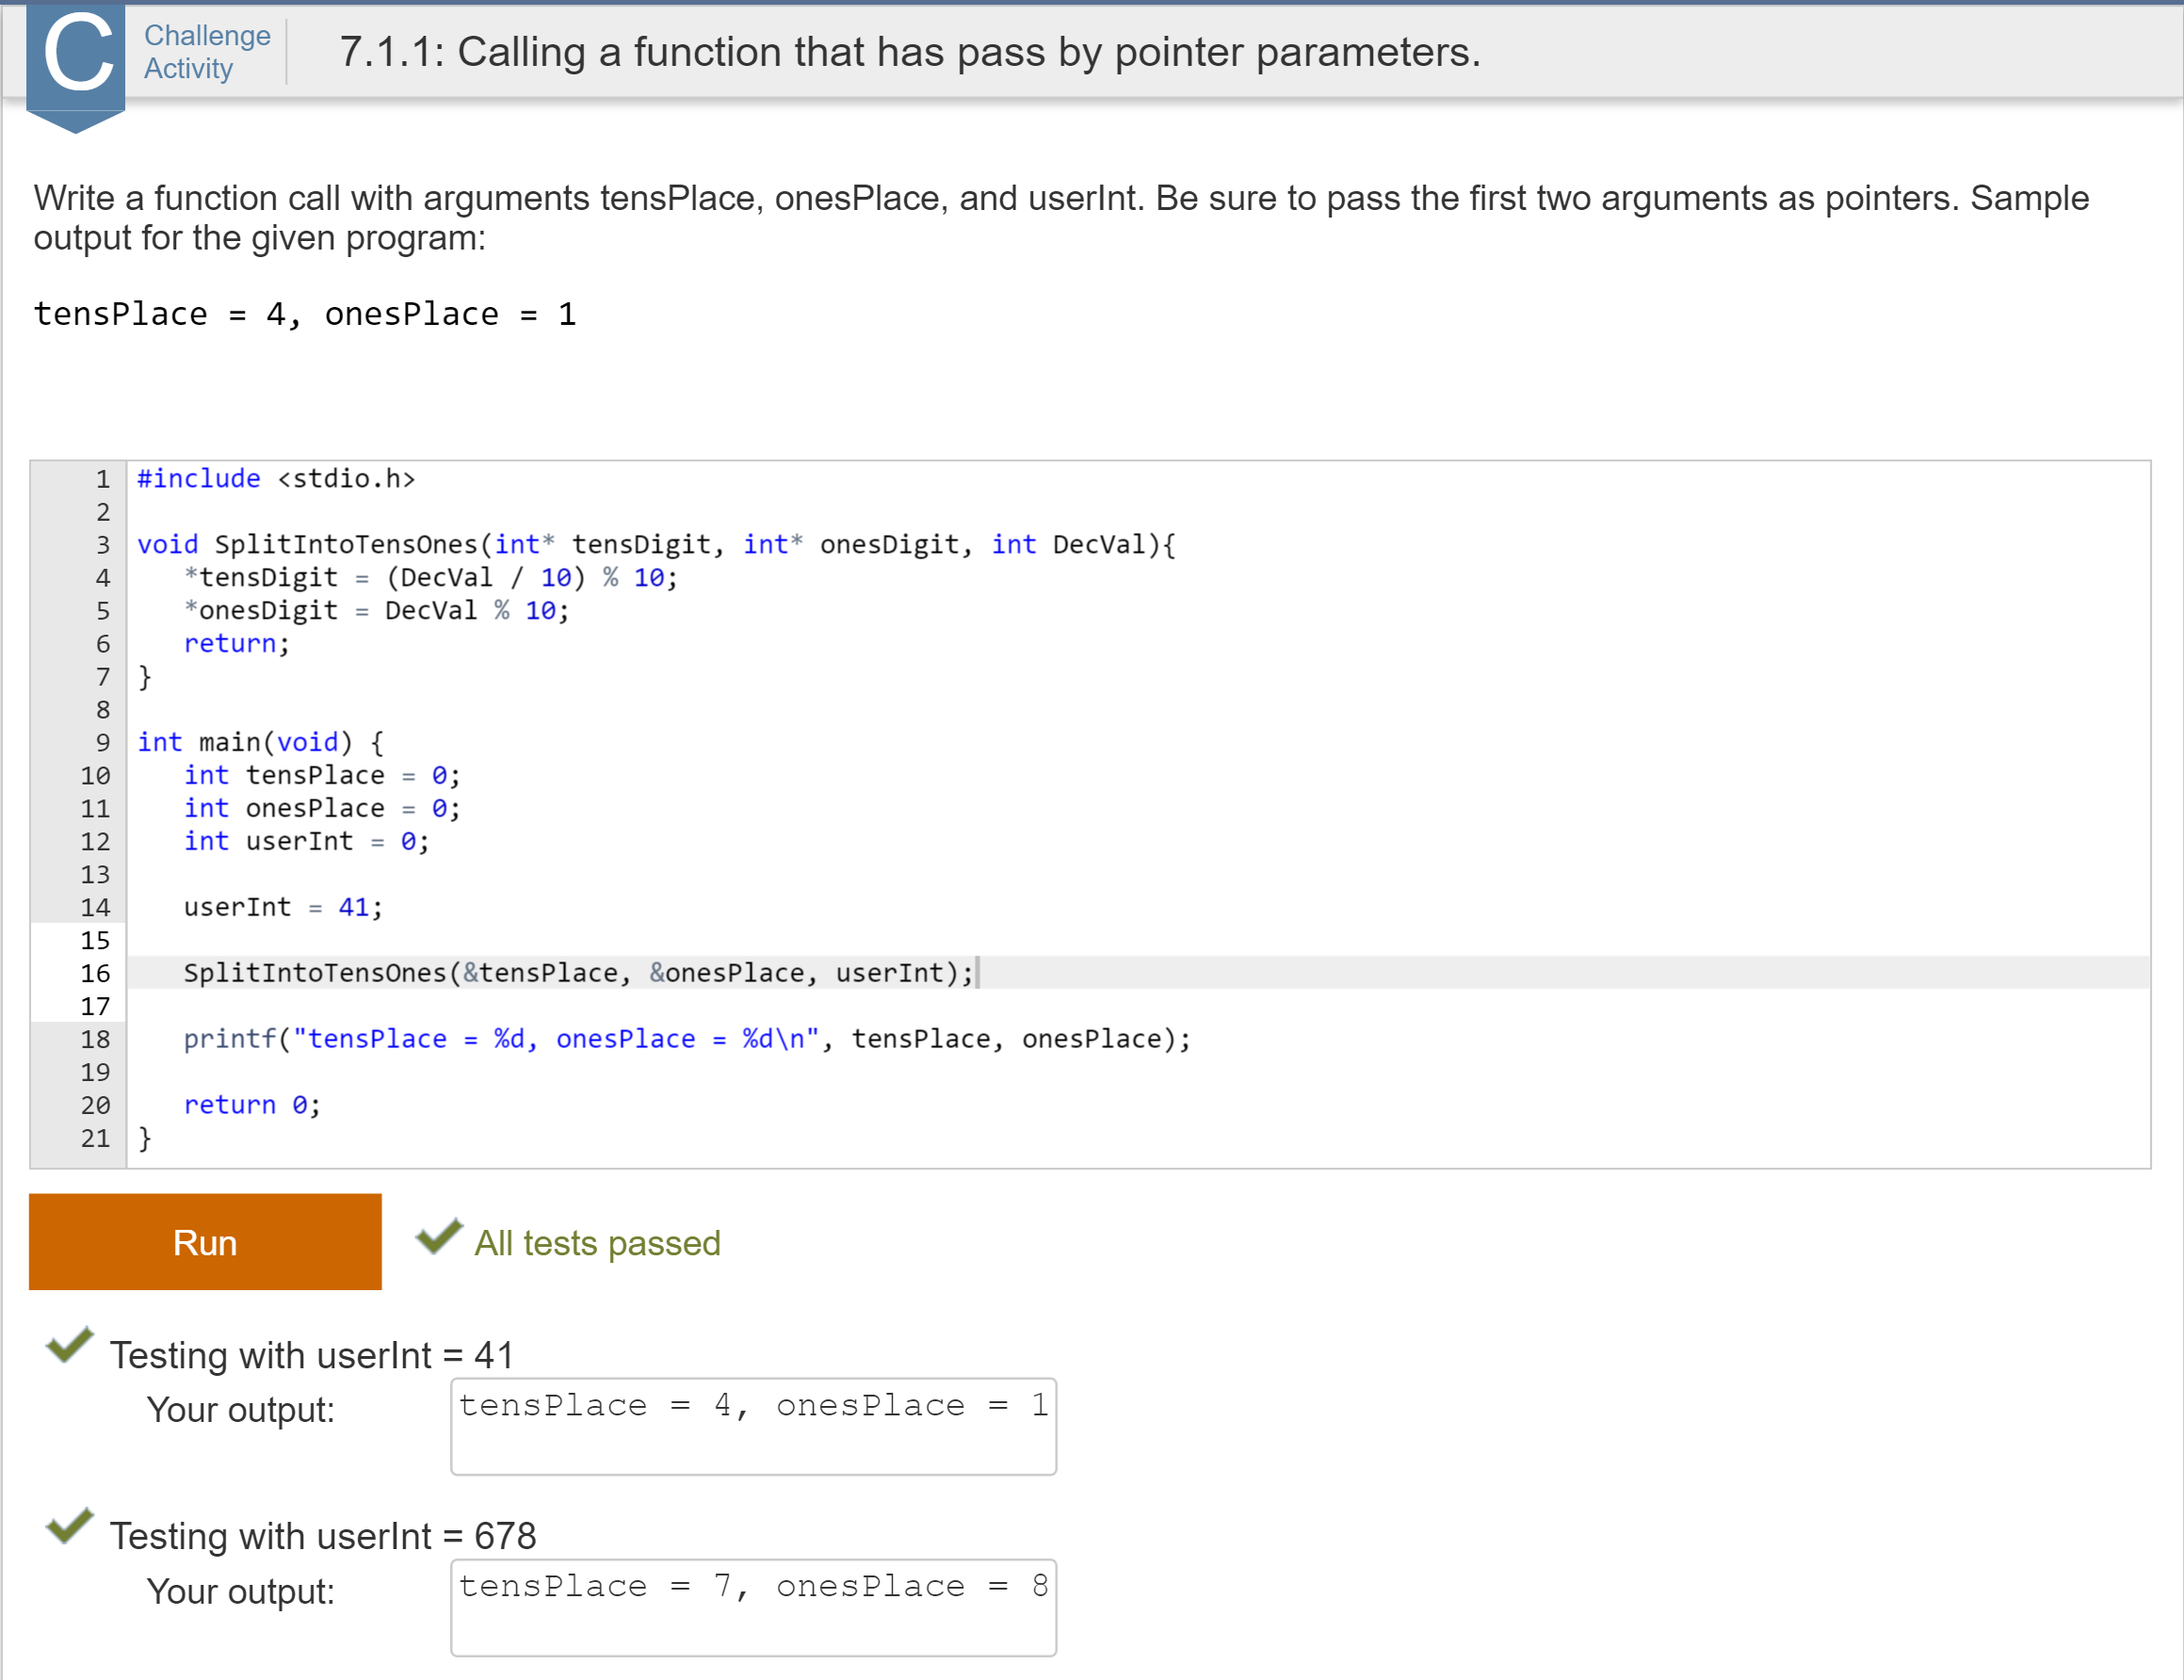 C
Challenge
Activity
7.1.1: Calling a function that has pass by pointer parameters.
Write a function call with arguments tensPlace, onesPlace, and userInt. Be sure to pass the first two arguments as pointers. Sample
output for the given program:
tensPlace = 4, onesPlace = 1
1 #include <stdio.h>
2
3 void SplitIntoTensOnes(int* tensDigit, int* onesDigit, int DecVal){
4    *tensDigit = (DecVal / 10) % 10;
5    *onesDigit = DecVal % 10;
6    return;
7 }
8
9 int main(void) {
10    int tensPlace = 0;
11    int onesPlace = 0;
12    int userInt = 0;
13
14    userInt = 41;
15
16    SplitIntoTensOnes(&tensPlace, &onesPlace, userInt);
17
18    printf("tensPlace = %d, onesPlace = %d\n", tensPlace, onesPlace);
19
20    return 0;
21 }
Run
All tests passed
Testing with userInt = 41
Your output:
tensPlace = 4, onesPlace = 1
Testing with userInt = 678
Your output:
tensPlace = 7, onesPlace = 8